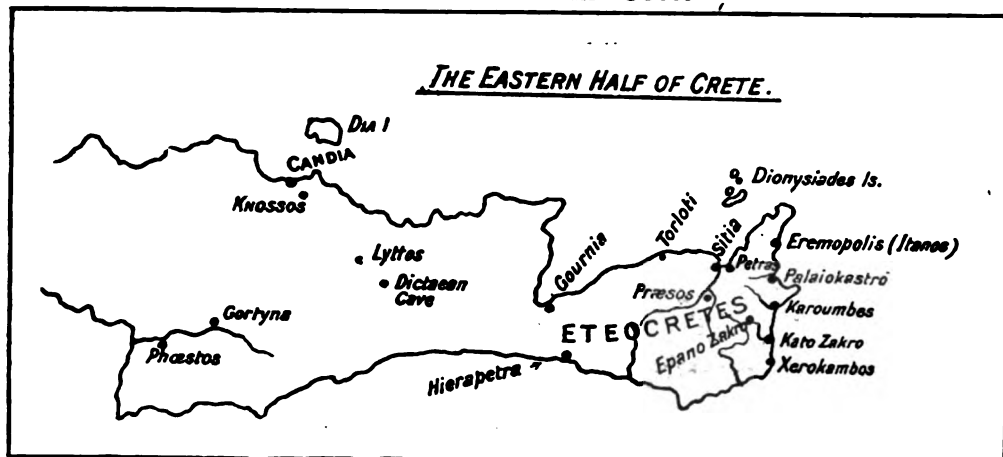 THE EASTERN HALF OF CRETE.
DIA I
CANDIA
KNOSSOS
Dionysiades Is.
Gournia
Torloti
Sitia
Eremopolis (Itanos)
Lyttos
Petras
Palaiokastro
Dictaean
Cave
Præsos
Karoumbes
Gortyna
ETEOCRETES
Phæstos
Epano Zakro
Kato Zakro
Hierapetra
Xerokambos